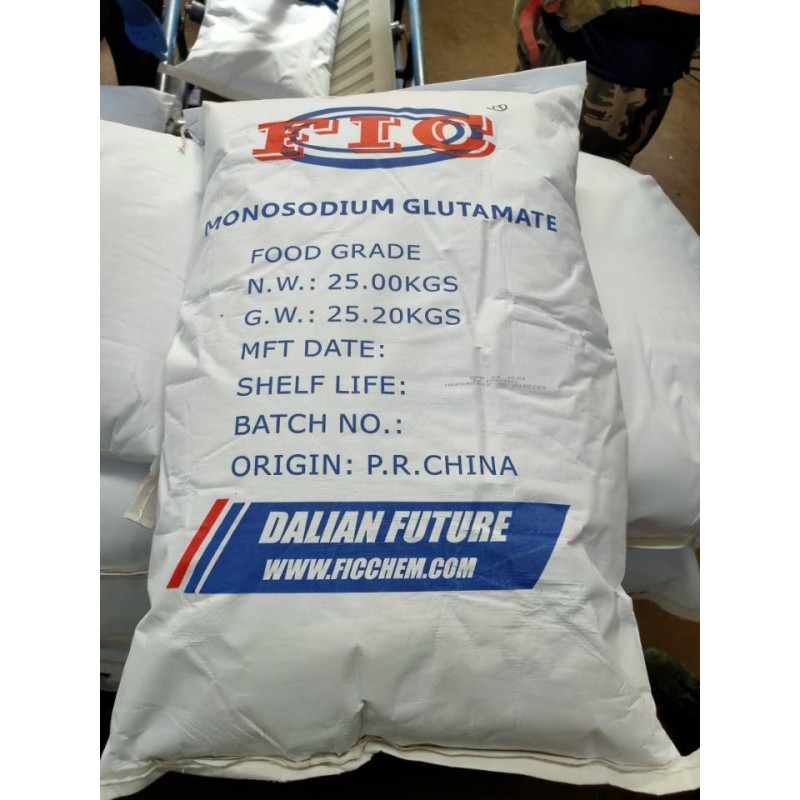 FIC
MONOSODIUM GLUTAMATE
FOOD GRADE
N.W.: 25.00KGS
G.W.: 25.20KGS
MFT DATE:
SHELF LIFE:
BATCH NO.:
ORIGIN: P.R.CHINA
DALIAN FUTURE
WWW.FICCHEM.COM